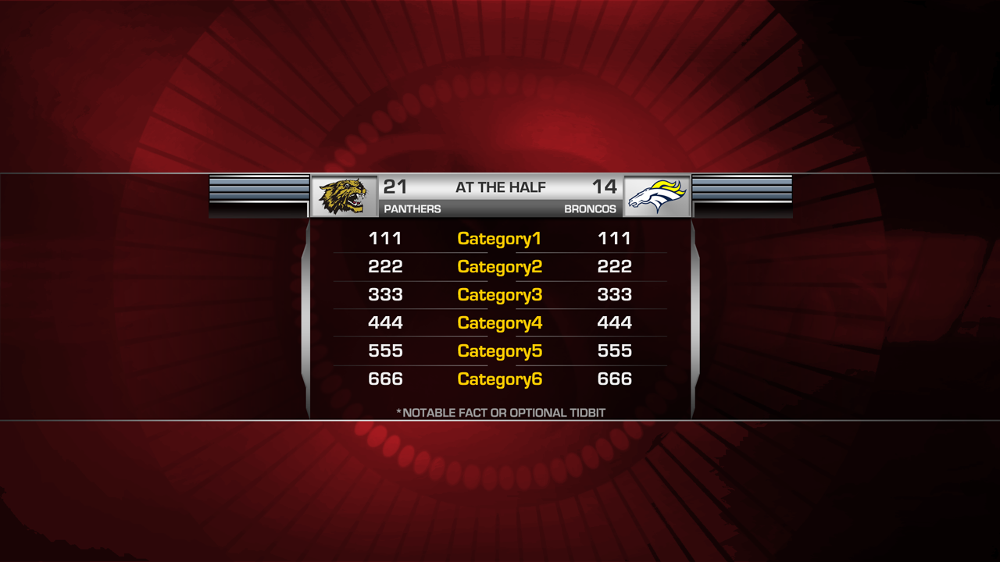 21 AT THE HALF 14
PANTHERS BRONCOS
111 Category1 111
222 Category2 222
333 Category3 333
444 Category4 444
555 Category5 555
666 Category6 666
*NOTABLE FACT OR OPTIONAL TIDBIT